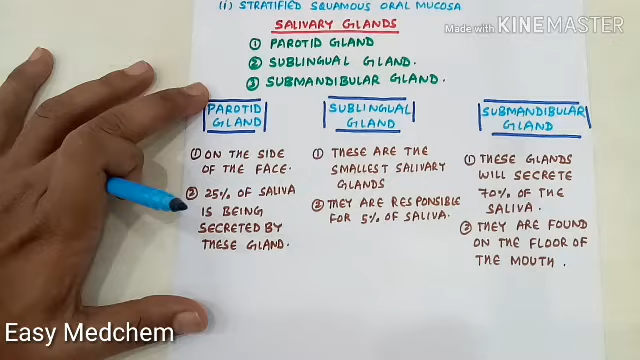 (ii) STRATIFIED SQUAMOUS ORAL MUCOSA
Made with KINEMASTER
SALIVARY GLANDS
① PAROTID GLAND
② SUBLINGUAL GLAND.
③ SUBMANDIBULAR GLAND.
PAROTID
GLAND
① ON THE SIDE
OF THE FACE.
② 25% OF SALIVA
IS BEING
SECRETED BY
THESE GLAND.
SUBLINGUAL
GLAND
① THESE ARE THE
SMALLEST SALIVARY
GLANDS
② THEY ARE RESPONSIBLE
FOR 5% OF SALIVA.
SUBMANDIBULAR
GLAND
① THESE GLANDS
WILL SECRETE
70% OF THE
SALIVA.
② THEY ARE FOUND
ON THE FLOOR OF
THE MOUTH.
Easy Medchem